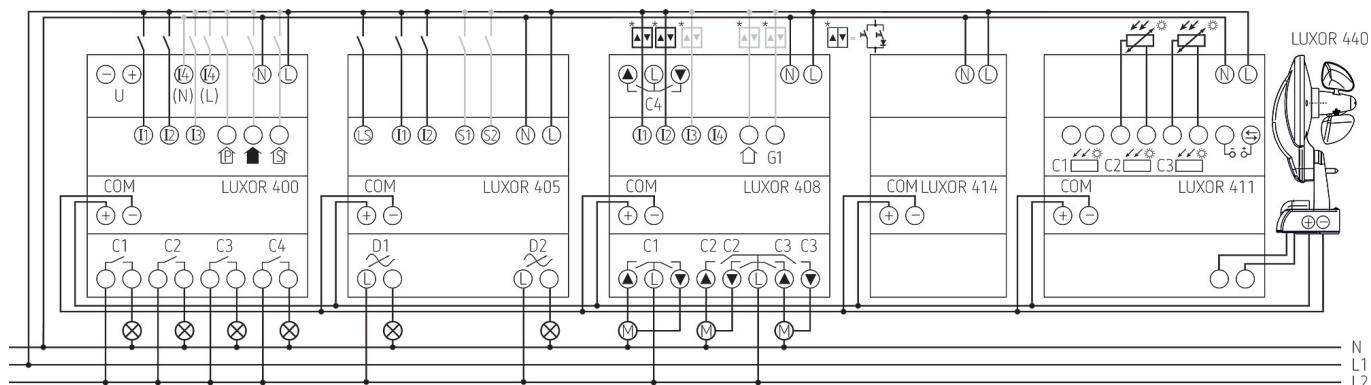 * * * * * *
LUXOR 440
− + I4 I4 N L
U (N) (L)
C4
L N L
N L
N L
I1 I2 I3
P S
LS I1 I2 S1 S2 N L
I1 I2 I3 I4 G1
C1 C2 C3
COM LUXOR 400
COM LUXOR 405
COM LUXOR 408
COM LUXOR 414
COM LUXOR 411
+ −
+ −
+ −
+ −
+ −
+ −
C1 C2 C3 C4
D1 D2
L L
C1 C2 C2 C3 C3
L L
M M M
N
L1
L2